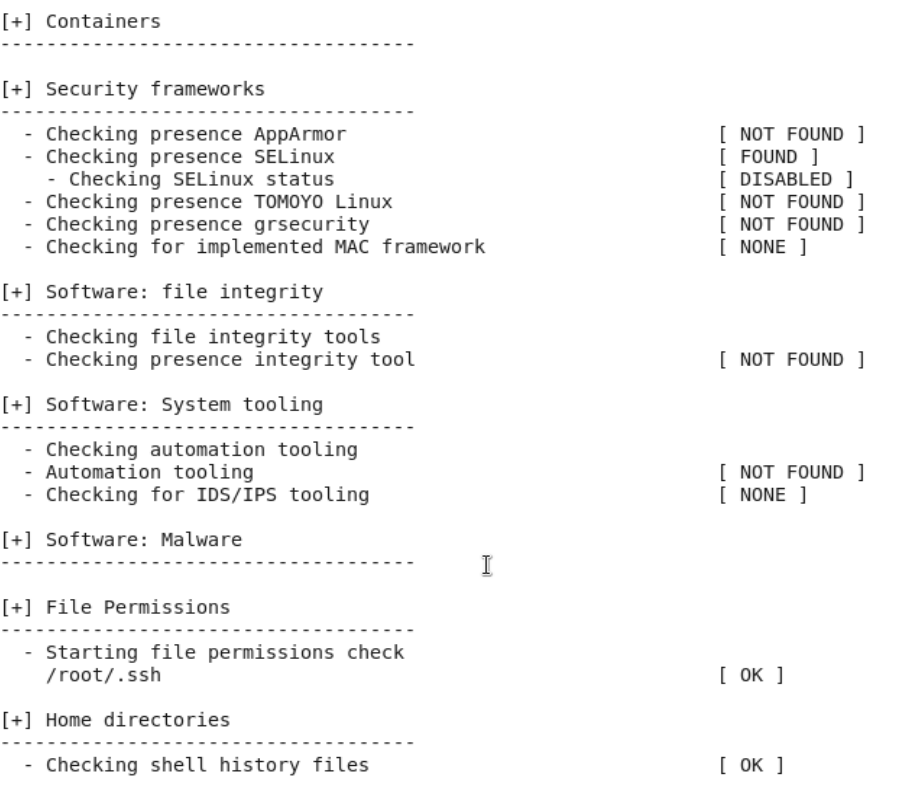 [+] Containers
------------------------------------
[+] Security frameworks
------------------------------------
  - Checking presence AppArmor                                [ NOT FOUND ]
  - Checking presence SELinux                                 [ FOUND ]
    - Checking SELinux status                                 [ DISABLED ]
  - Checking presence TOMOYO Linux                            [ NOT FOUND ]
  - Checking presence grsecurity                              [ NOT FOUND ]
  - Checking for implemented MAC framework                    [ NONE ]
[+] Software: file integrity
------------------------------------
  - Checking file integrity tools
  - Checking presence integrity tool                          [ NOT FOUND ]
[+] Software: System tooling
------------------------------------
  - Checking automation tooling
  - Automation tooling                                        [ NOT FOUND ]
  - Checking for IDS/IPS tooling                              [ NONE ]
[+] Software: Malware
------------------------------------
[+] File Permissions
------------------------------------
  - Starting file permissions check
    /root/.ssh                                                [ OK ]
[+] Home directories
------------------------------------
  - Checking shell history files                              [ OK ]